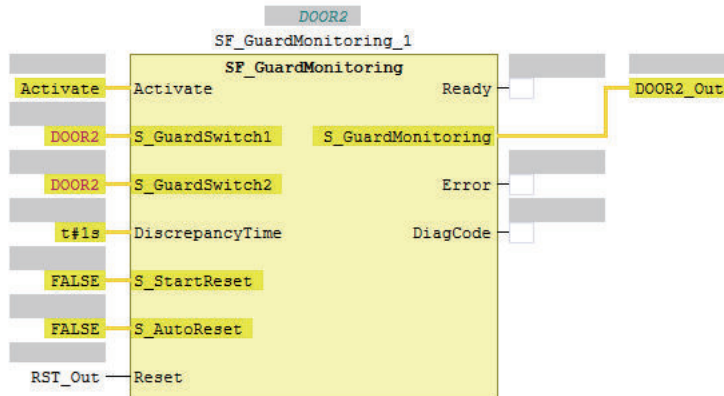 DOOR2
SF_GuardMonitoring_1
SF_GuardMonitoring
Activate Activate Ready DOOR2_Out
DOOR2 S_GuardSwitch1 S_GuardMonitoring
DOOR2 S_GuardSwitch2 Error
t#1s DiscrepancyTime DiagCode
FALSE S_StartReset
FALSE S_AutoReset
RST_Out Reset